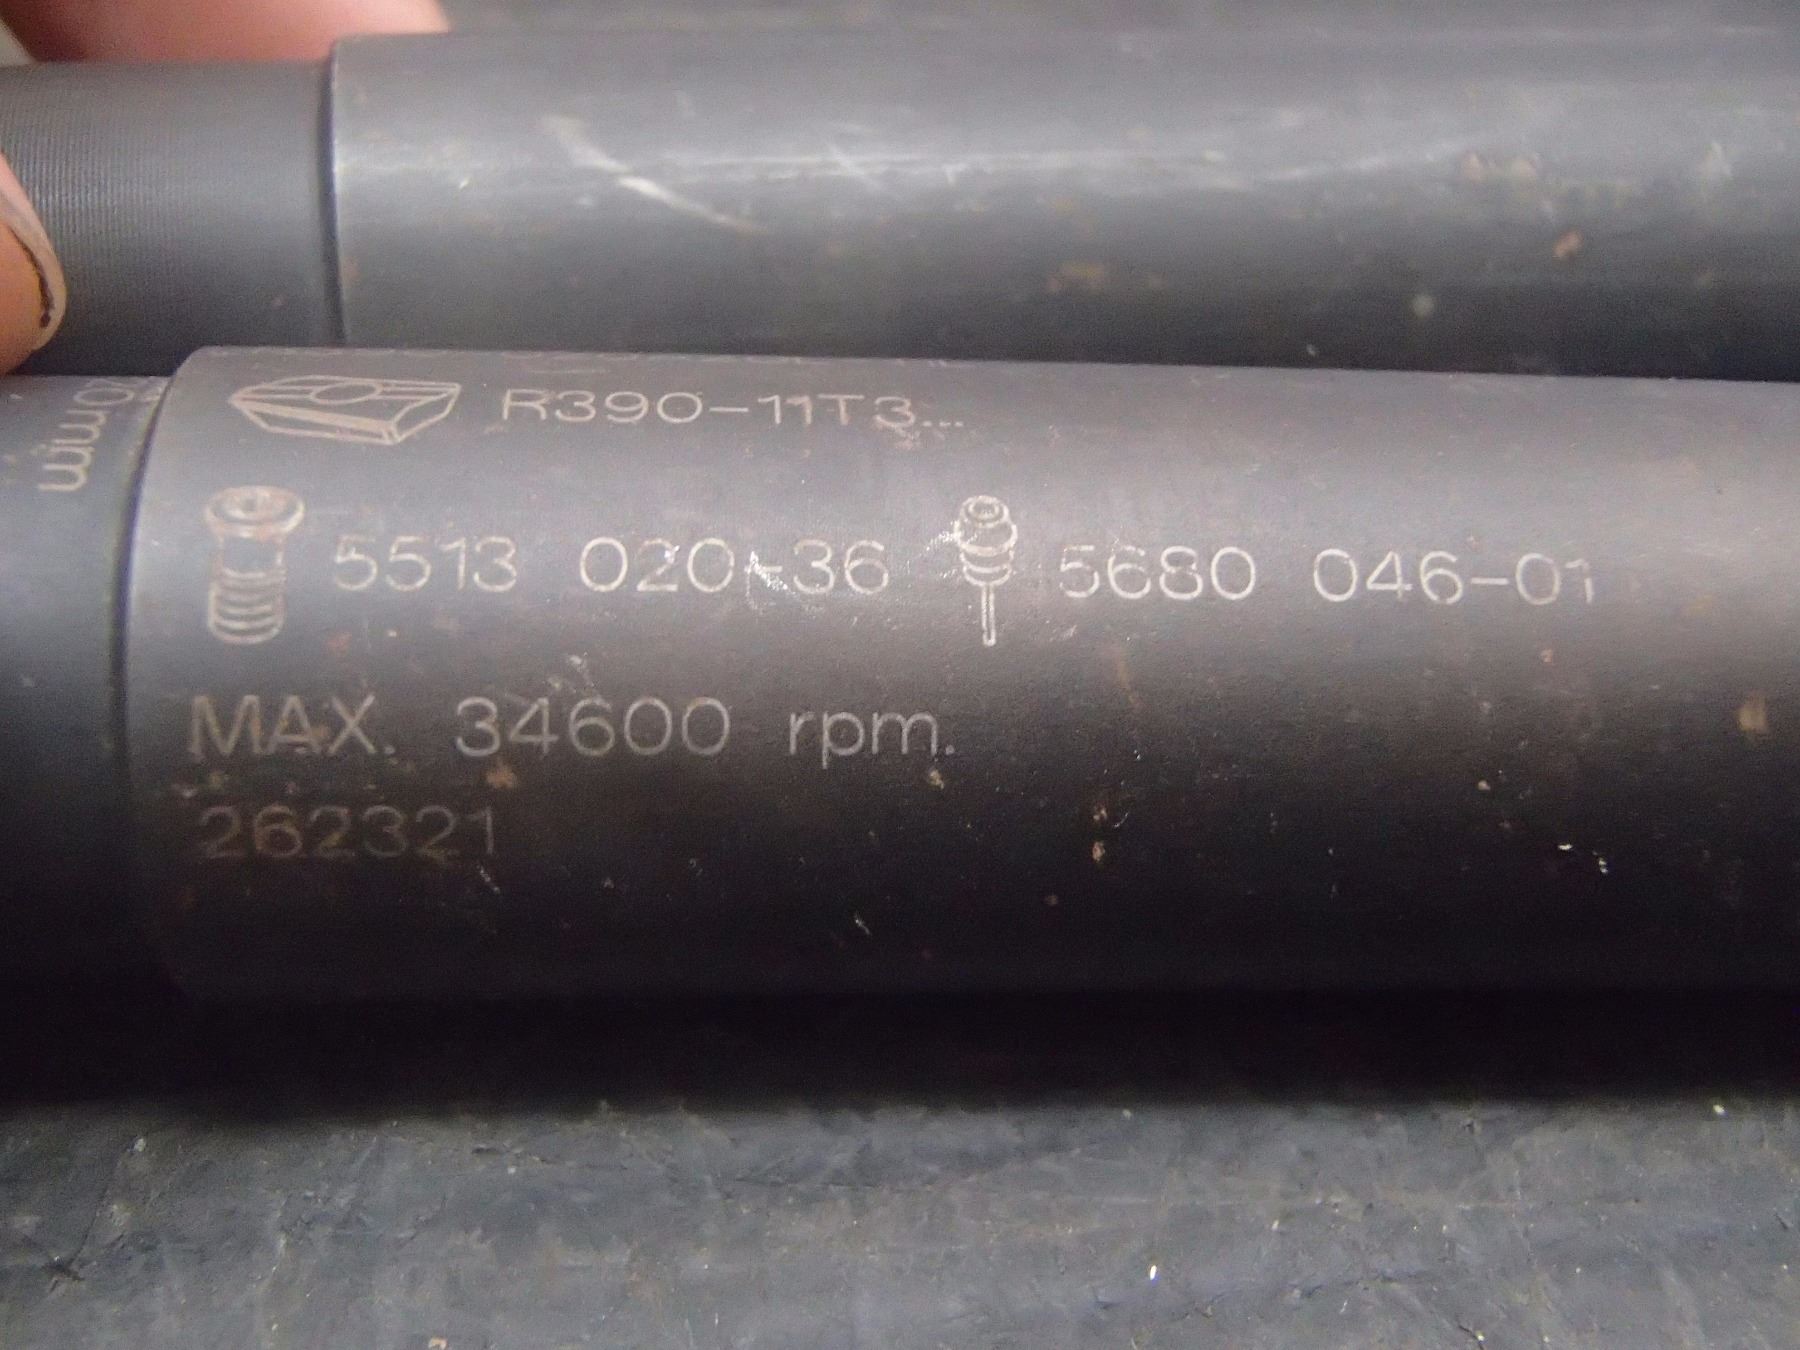 R390-11T3...
5513 020-36 5680 046-01
MAX. 34600 rpm.
262321